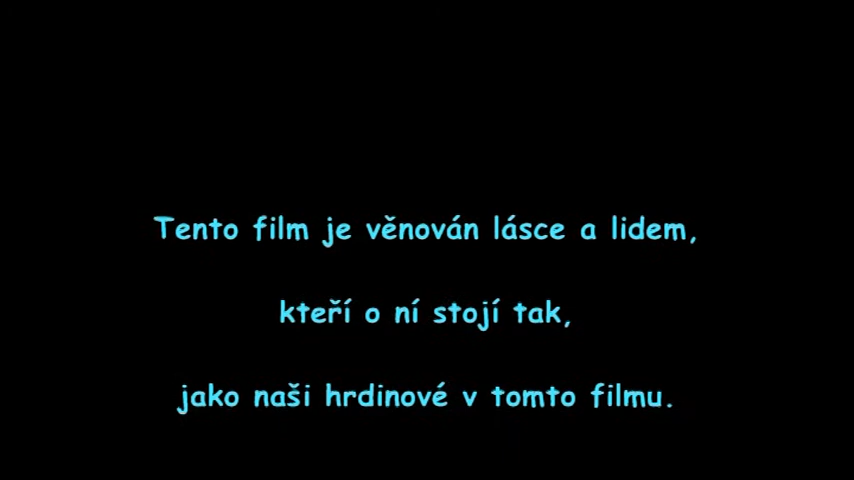 Tento film je věnován lásce a lidem,
kteří o ní stojí tak,
jako naši hrdinové v tomto filmu.